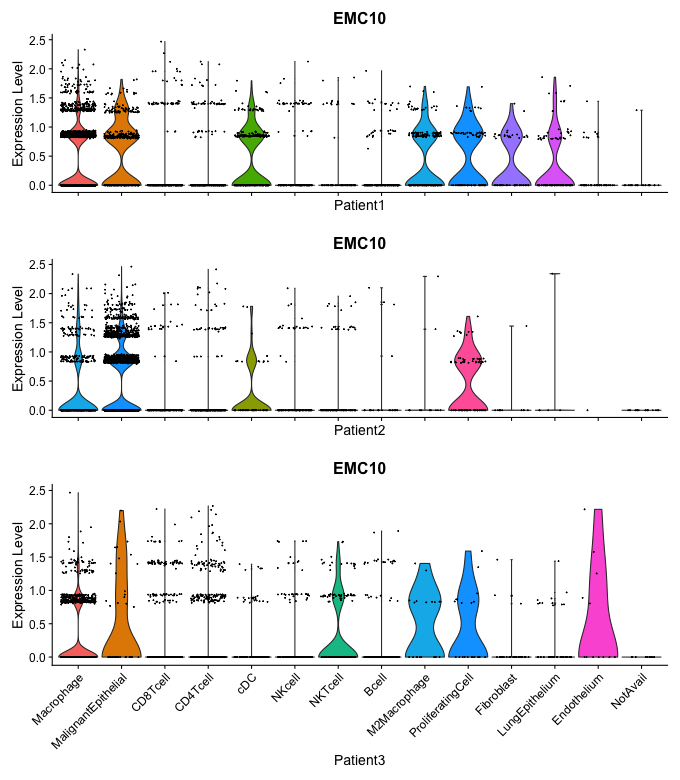 EMC10
Expression Level
2.5
2.0
1.5
1.0
0.5
0.0
Patient1
EMC10
Expression Level
2.5
2.0
1.5
1.0
0.5
0.0
Patient2
EMC10
Expression Level
2.5
2.0
1.5
1.0
0.5
0.0
Macrophage
MalignantEpithelial
CD8Tcell
CD4Tcell
cDC
NKcell
NKTcell
Bcell
M2Macrophage
ProliferatingCell
Fibroblast
LungEpithelium
Endothelium
NotAvail
Patient3